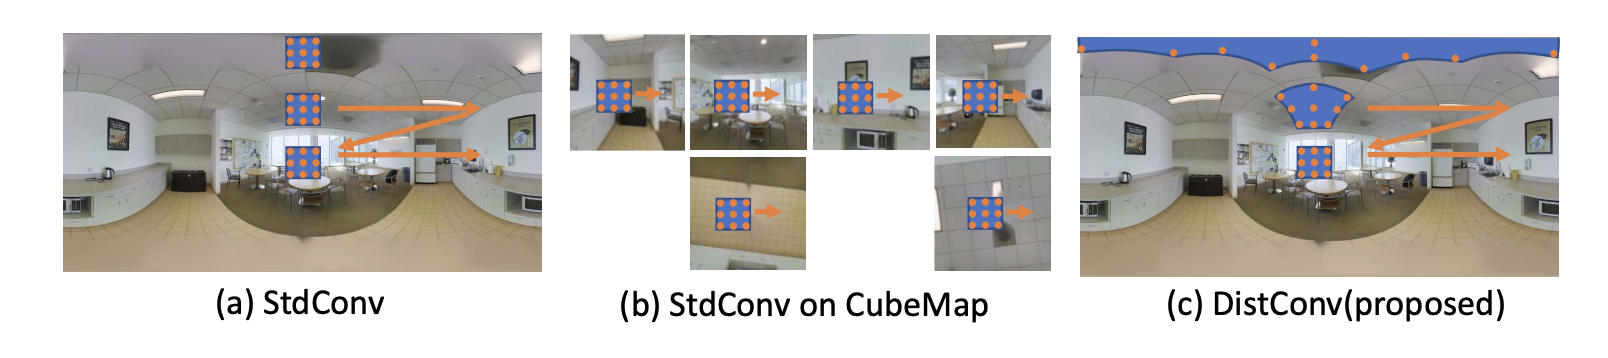 (a) StdConv
(b) StdConv on CubeMap
(c) DistConv(proposed)